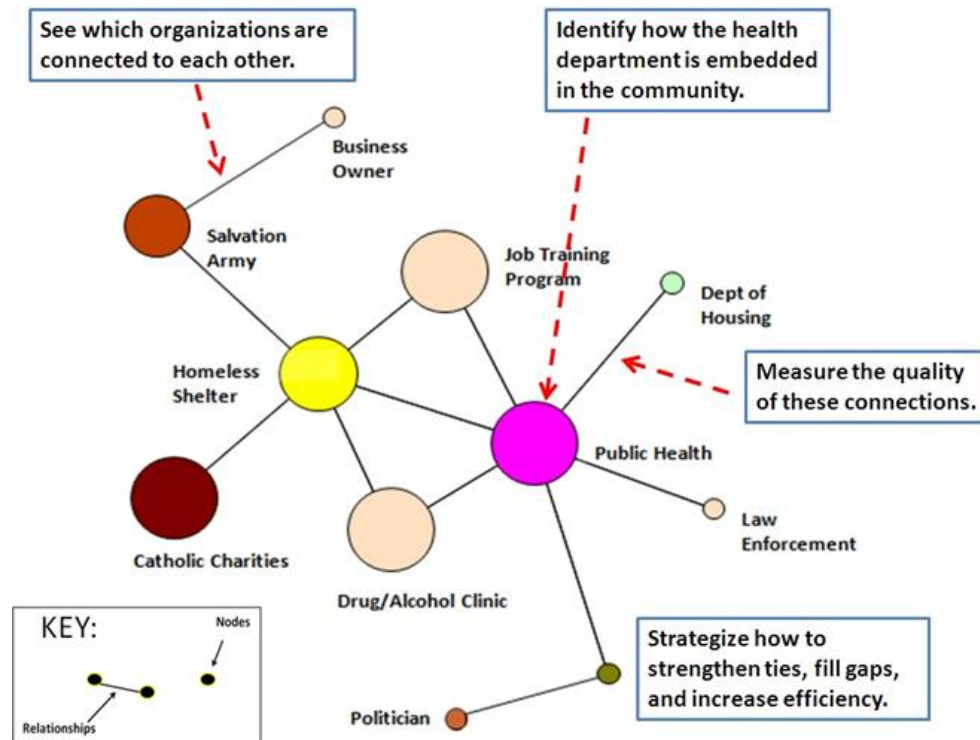 See which organizations are
connected to each other.
Identify how the health
department is embedded
in the community.
Business
Owner
Salvation
Army
Job Training
Program
Dept of
Housing
Homeless
Shelter
Measure the quality
of these connections.
Public Health
Law
Enforcement
Catholic Charities
Drug/Alcohol Clinic
KEY:
Nodes
Relationships
Strategize how to
strengthen ties, fill gaps,
and increase efficiency.
Politician